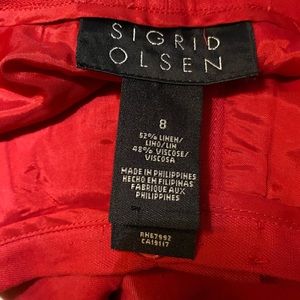 SIGRID
OLSEN
8
52% LINEN/
LINO/LIN
48% VISCOSE/
VISCOSA
MADE IN PHILIPPINES
HECHO EN FILIPINAS
FABRIQUE AUX
PHILIPPINES
RH67992
CA19117